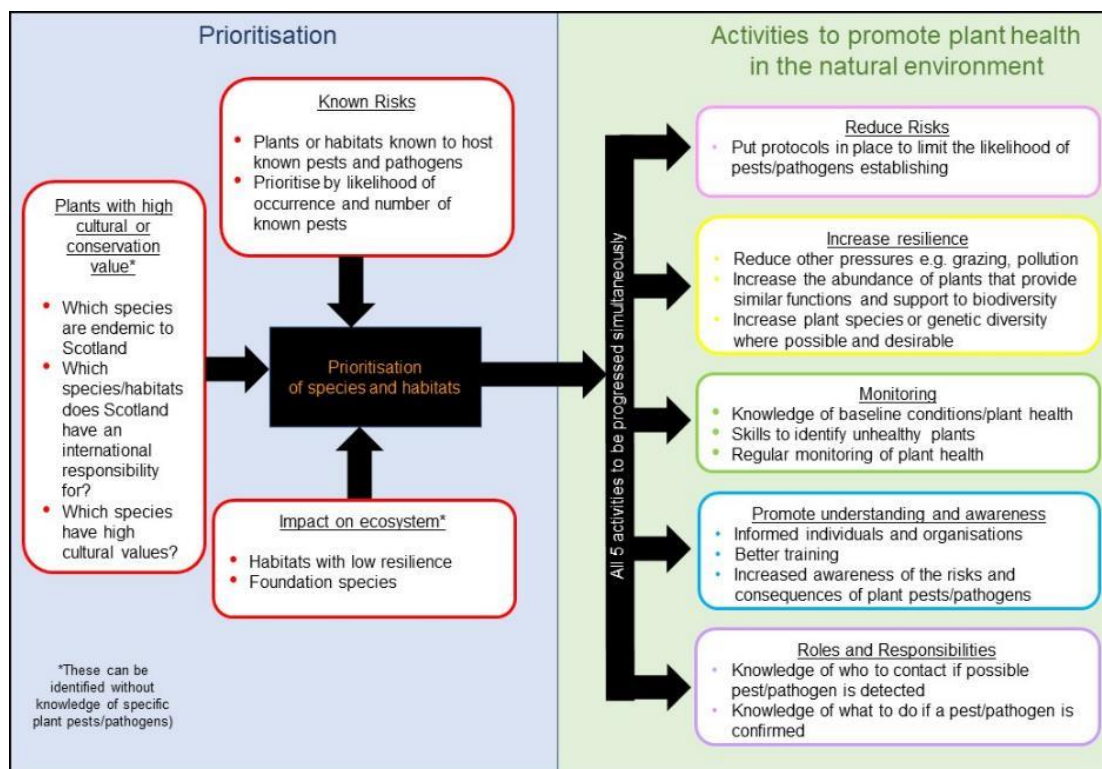 Prioritisation
Known Risks
• Plants or habitats known to host
known pests and pathogens
• Prioritise by likelihood of
occurrence and number of
known pests
Plants with high
cultural or
conservation
value*
• Which species
are endemic to
Scotland
• Which
species/habitats
does Scotland
have an
international
responsibility
for?
• Which species
have high
cultural values?
Prioritisation
of species and habitats
Impact on ecosystem*
• Habitats with low resilience
• Foundation species
*These can be
identified without
knowledge of specific
plant pests/pathogens)
All 5 activities to be progressed simultaneously
Activities to promote plant health
in the natural environment
Reduce Risks
• Put protocols in place to limit the likelihood of
pests/pathogens establishing
Increase resilience
• Reduce other pressures e.g. grazing, pollution
• Increase the abundance of plants that provide
similar functions and support to biodiversity
• Increase plant species or genetic diversity
where possible and desirable
Monitoring
• Knowledge of baseline conditions/plant health
• Skills to identify unhealthy plants
• Regular monitoring of plant health
Promote understanding and awareness
• Informed individuals and organisations
• Better training
• Increased awareness of the risks and
consequences of plant pests/pathogens
Roles and Responsibilities
• Knowledge of who to contact if possible
pest/pathogen is detected
• Knowledge of what to do if a pest/pathogen is
confirmed